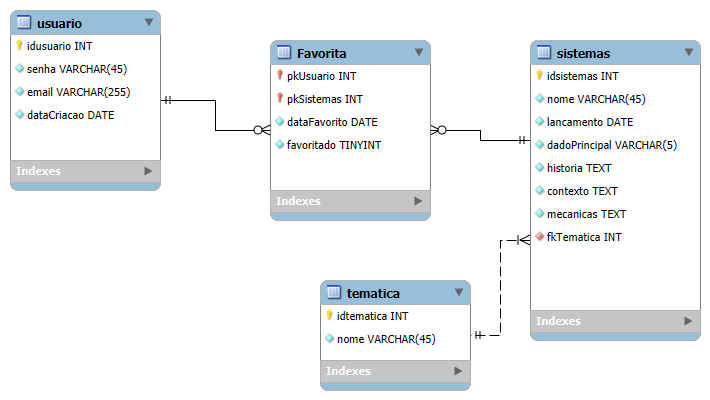 usuario
idusuario INT
senha VARCHAR(45)
email VARCHAR(255)
dataCriacao DATE
Indexes
Favorita
pkUsuario INT
pkSistemas INT
dataFavorito DATE
favoritado TINYINT
Indexes
sistemas
idsistemas INT
nome VARCHAR(45)
lancamento DATE
dadoPrincipal VARCHAR(5)
historia TEXT
contexto TEXT
mecanicas TEXT
fkTematica INT
Indexes
tematica
idtematica INT
nome VARCHAR(45)
Indexes